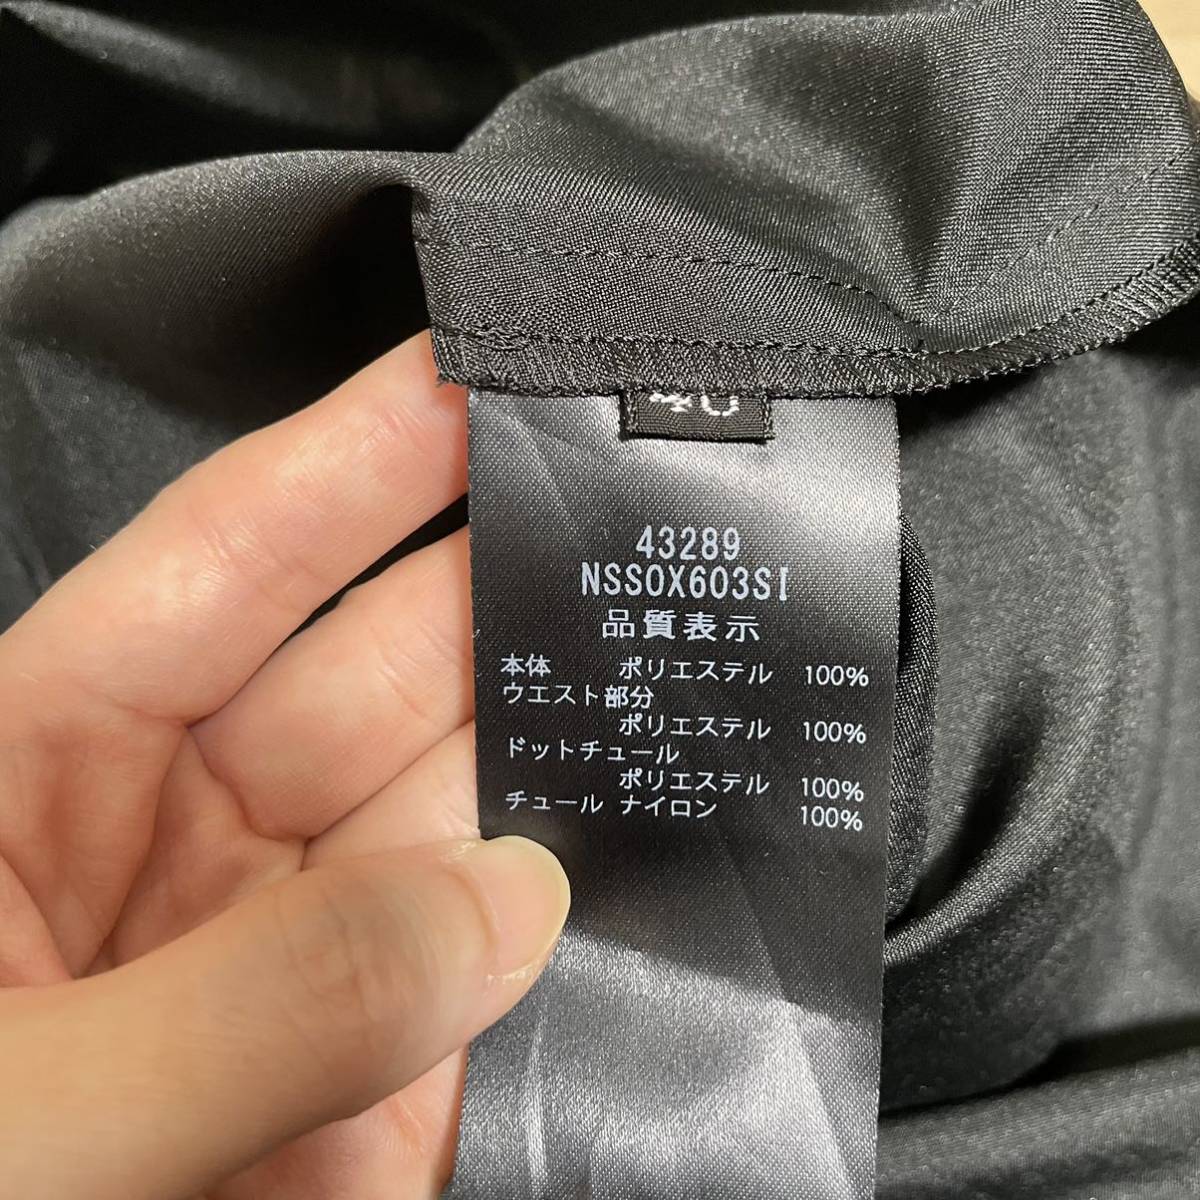 40
43289
NSSOX603SI
品質表示
本体 ポリエステル 100%
ウエスト部分
ポリエステル 100%
ドットチュール
ポリエステル 100%
チュール ナイロン 100%